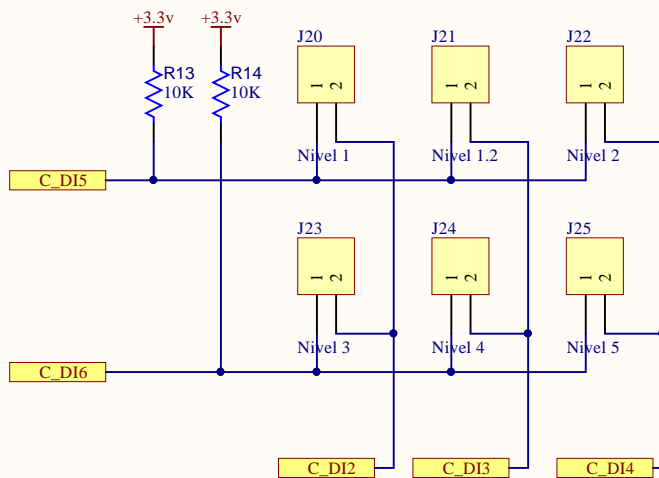 +3.3v +3.3v
J20 J21 J22
R13 R14
10K 10K
1 2 1 2 1 2
Nivel 1 Nivel 1.2 Nivel 2
C_DI5
J23 J24 J25
1 2 1 2 1 2
Nivel 3 Nivel 4 Nivel 5
C_DI6
C_DI2 C_DI3 C_DI4